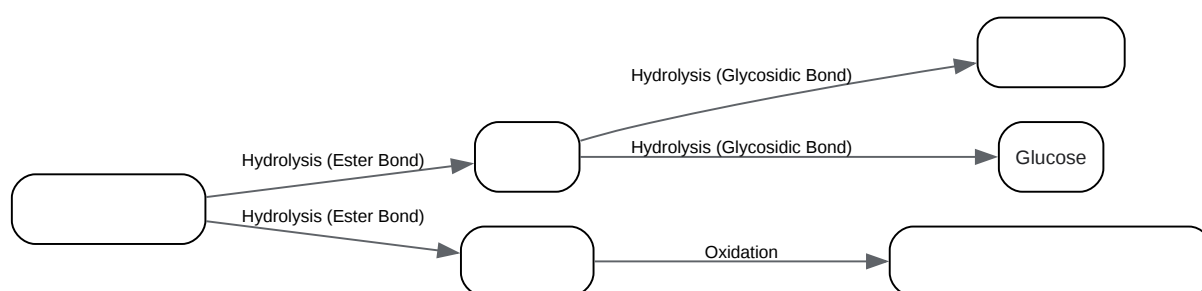 Hydrolysis (Glycosidic Bond)
Hydrolysis (Glycosidic Bond)
Glucose
Hydrolysis (Ester Bond)
Hydrolysis (Ester Bond)
Oxidation